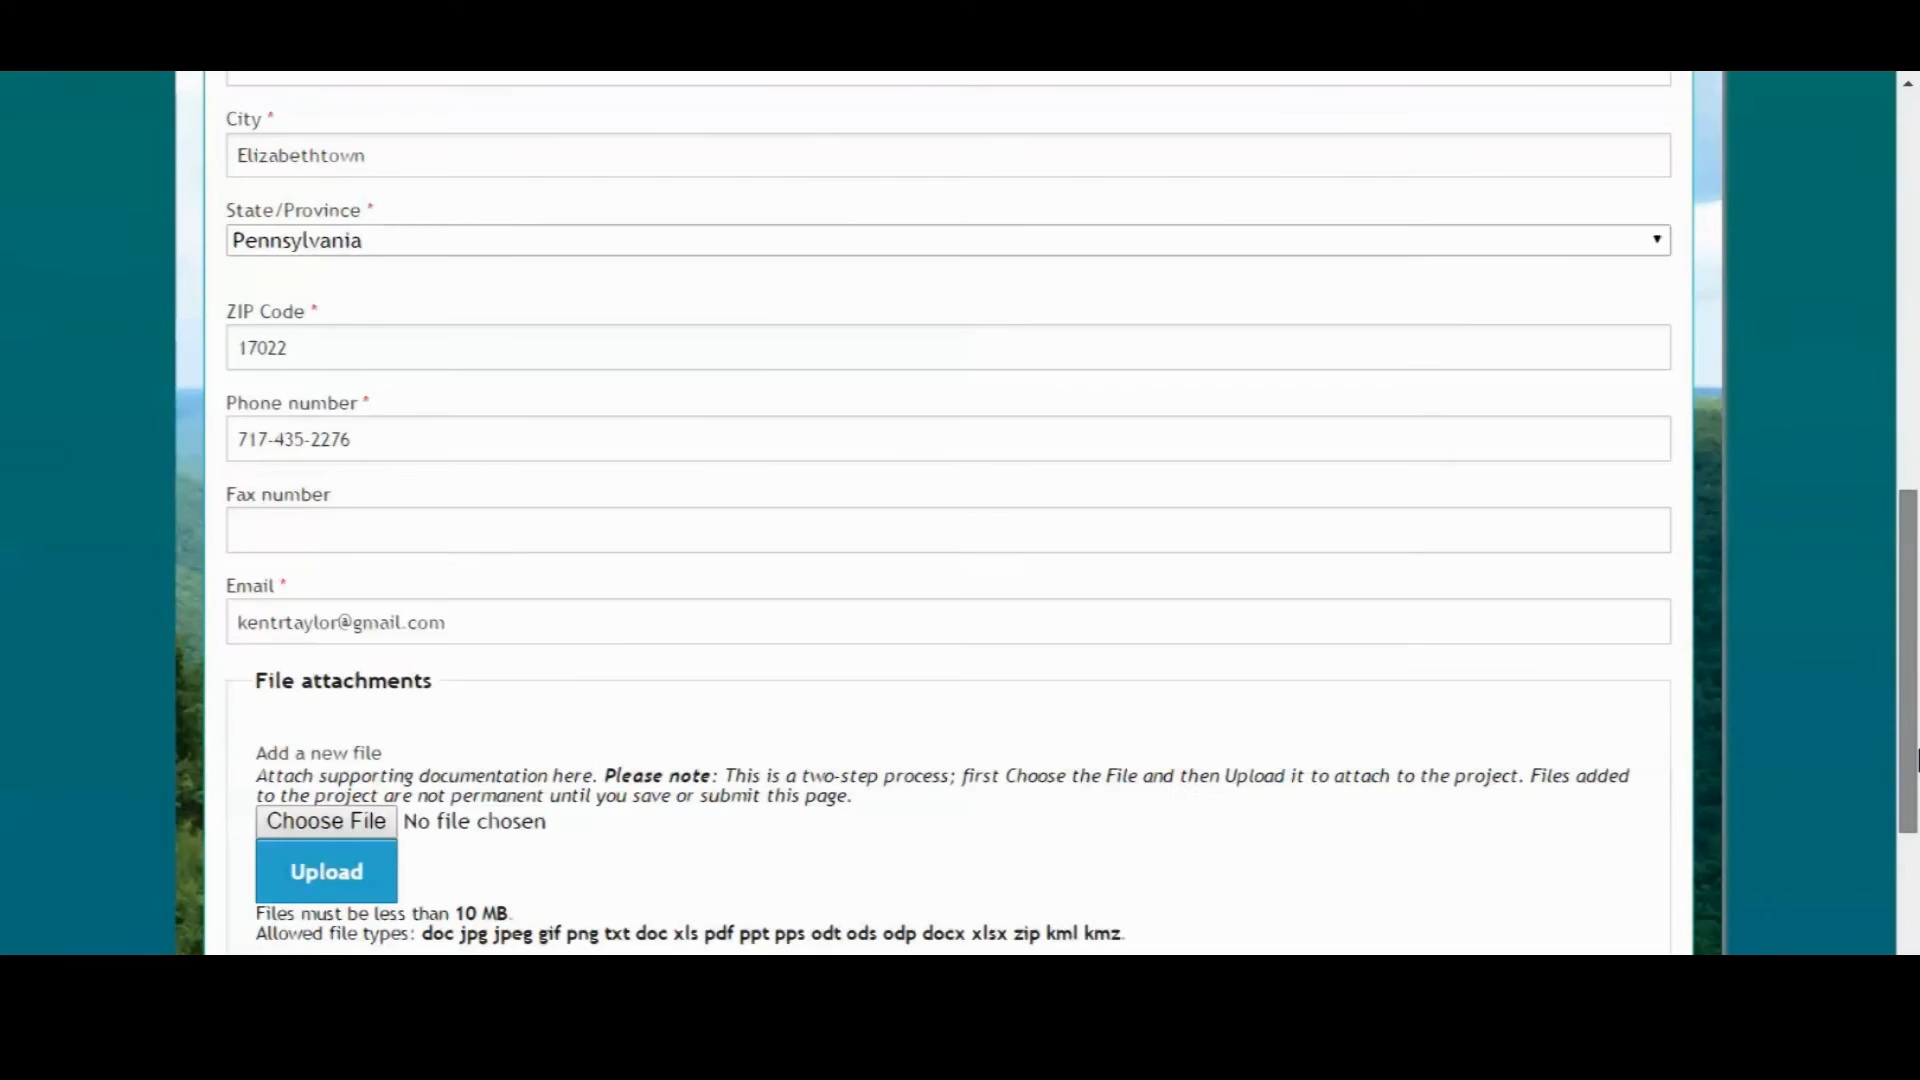 City *
Elizabethtown
State/Province *
Pennsylvania
ZIP Code *
17022
Phone number *
717-435-2276
Fax number
Email *
kentrtaylor@gmail.com
File attachments
Add a new file
Attach supporting documentation here. Please note: This is a two-step process; first Choose the File and then Upload it to attach to the project. Files added
to the project are not permanent until you save or submit this page.
Choose File No file chosen
Upload
Files must be less than 10 MB.
Allowed file types: doc jpg jpeg gif png txt doc xls pdf ppt pps odt ods odp docx xlsx zip kml kmz.